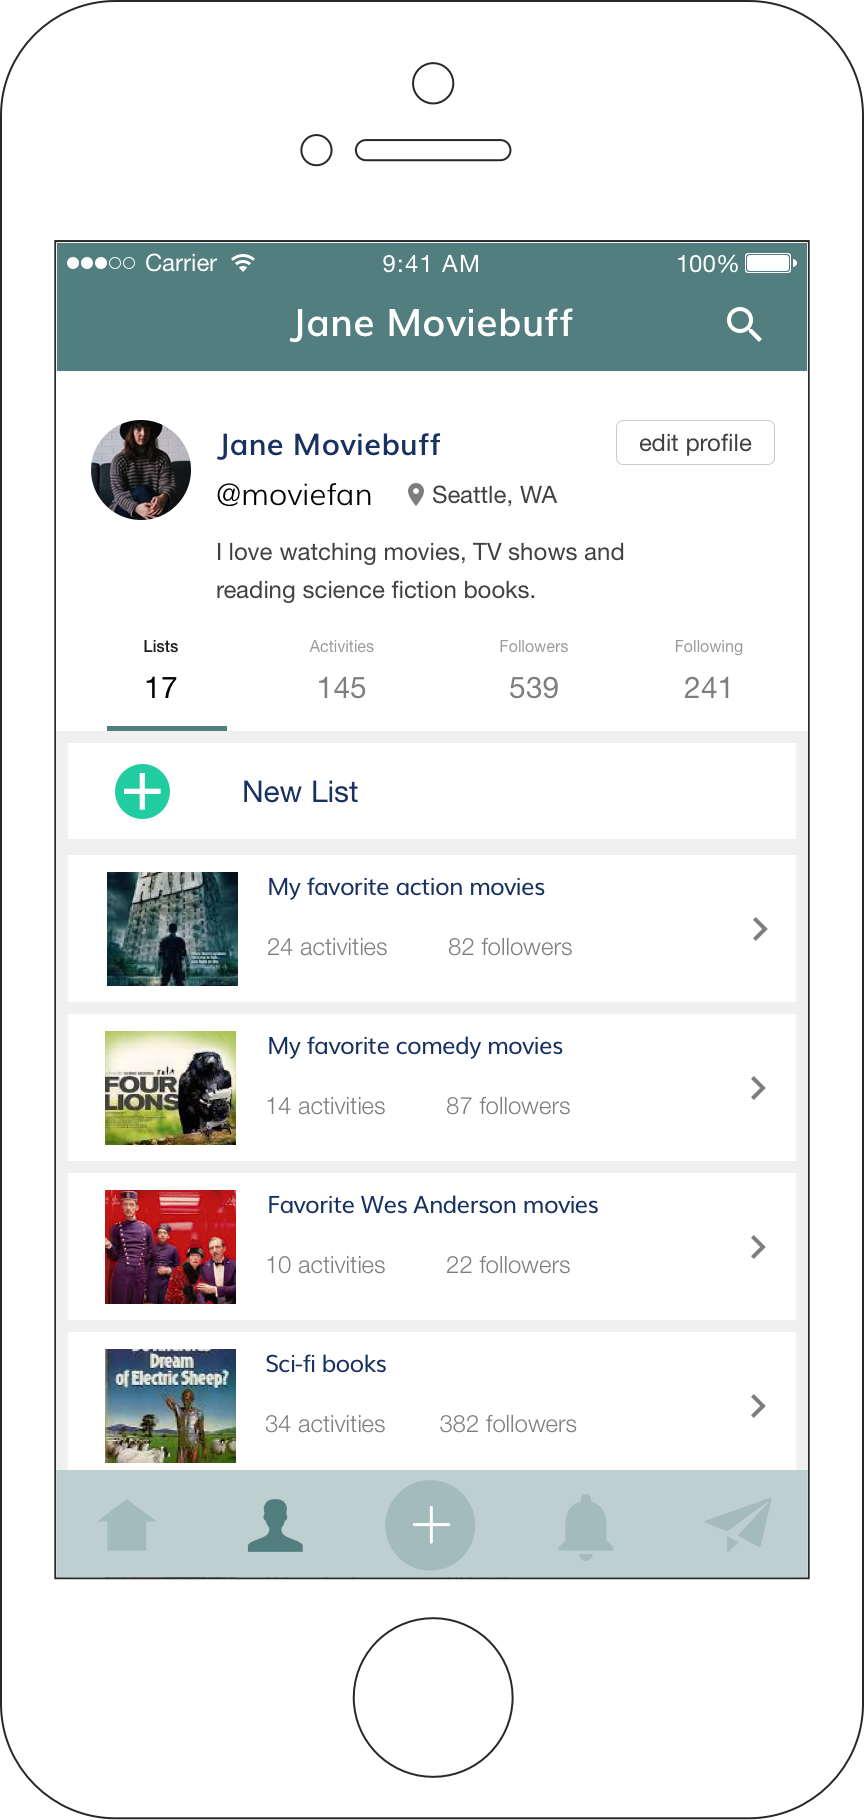 Carrier 9:41 AM 100%
Jane Moviebuff
Jane Moviebuff edit profile
@moviefan Seattle, WA
I love watching movies, TV shows and
reading science fiction books.
Lists Activities Followers Following
17 145 539 241
New List
RAID
My favorite action movies
24 activities 82 followers
FOUR
LIONS
My favorite comedy movies
14 activities 87 followers
Favorite Wes Anderson movies
10 activities 22 followers
Dream
of Electric Sheep?
Sci-fi books
34 activities 382 followers